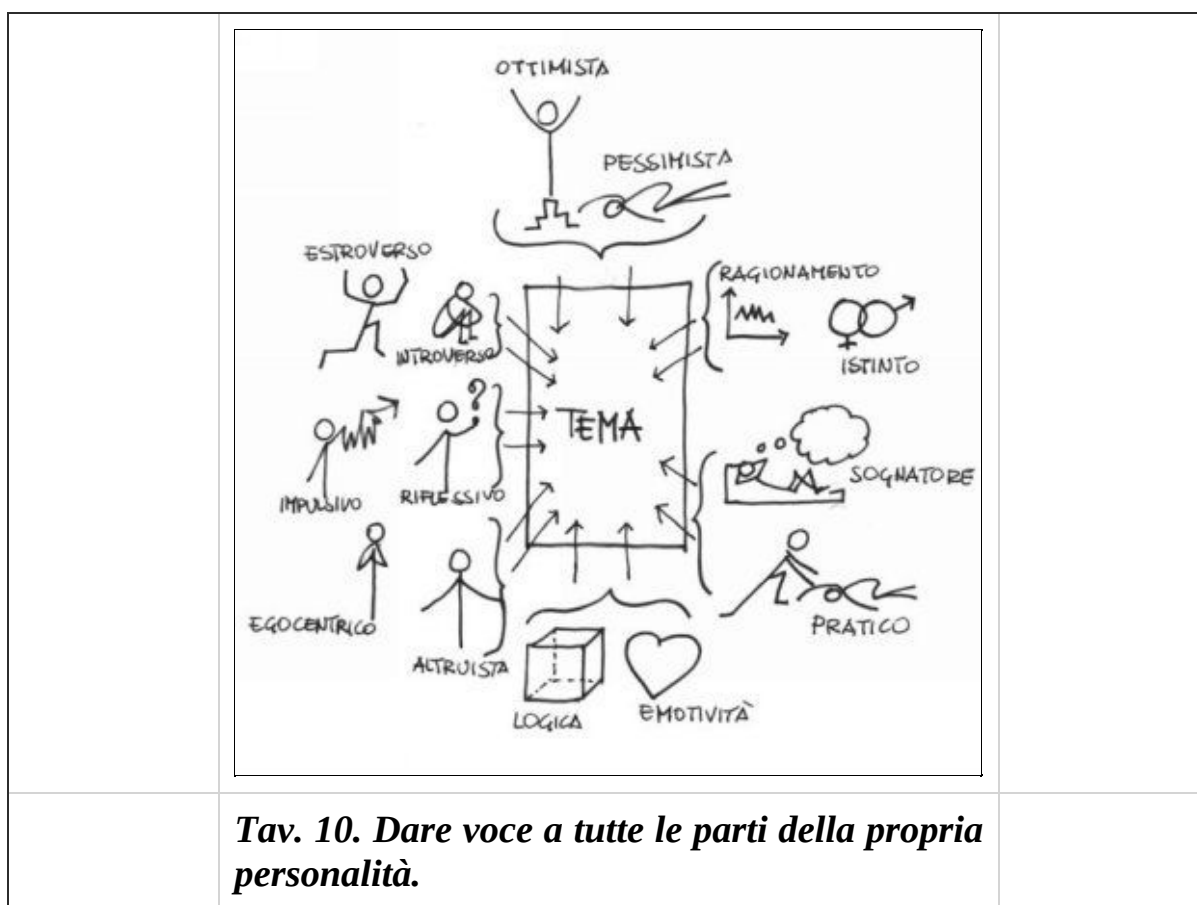 OTTIMISTA
PESSIMISTA
ESTROVERSO
INTROVERSO
RAGIONAMENTO
ISTINTO
TEMA
IMPULSIVO
RIFLESSIVO
?
SOGNATORE
EGOCENTRICO
ALTRUISTA
PRATICO
LOGICA
EMOTIVITÀ
Tav. 10. Dare voce a tutte le parti della propria
personalità.